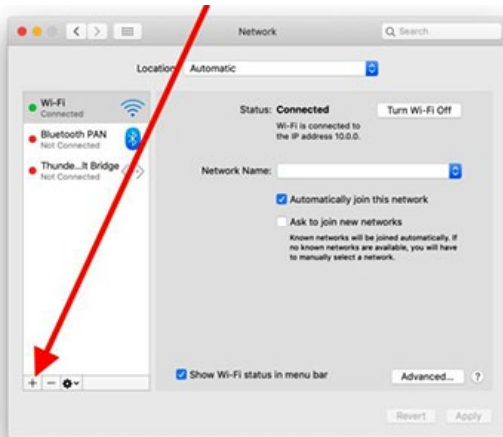 Network
Search
Location: Automatic
Wi-Fi
Connected
Bluetooth PAN
Not Connected
Thunde...lt Bridge
Not Connected
Status: Connected
Turn Wi-Fi Off
Wi-Fi is connected to
the IP address 10.0.0.
Network Name:
Automatically join this network
Ask to join new networks
Known networks will be joined automatically. If
no known networks are available, you will have
to manually select a network.
Show Wi-Fi status in menu bar
Advanced...
?
Revert
Apply